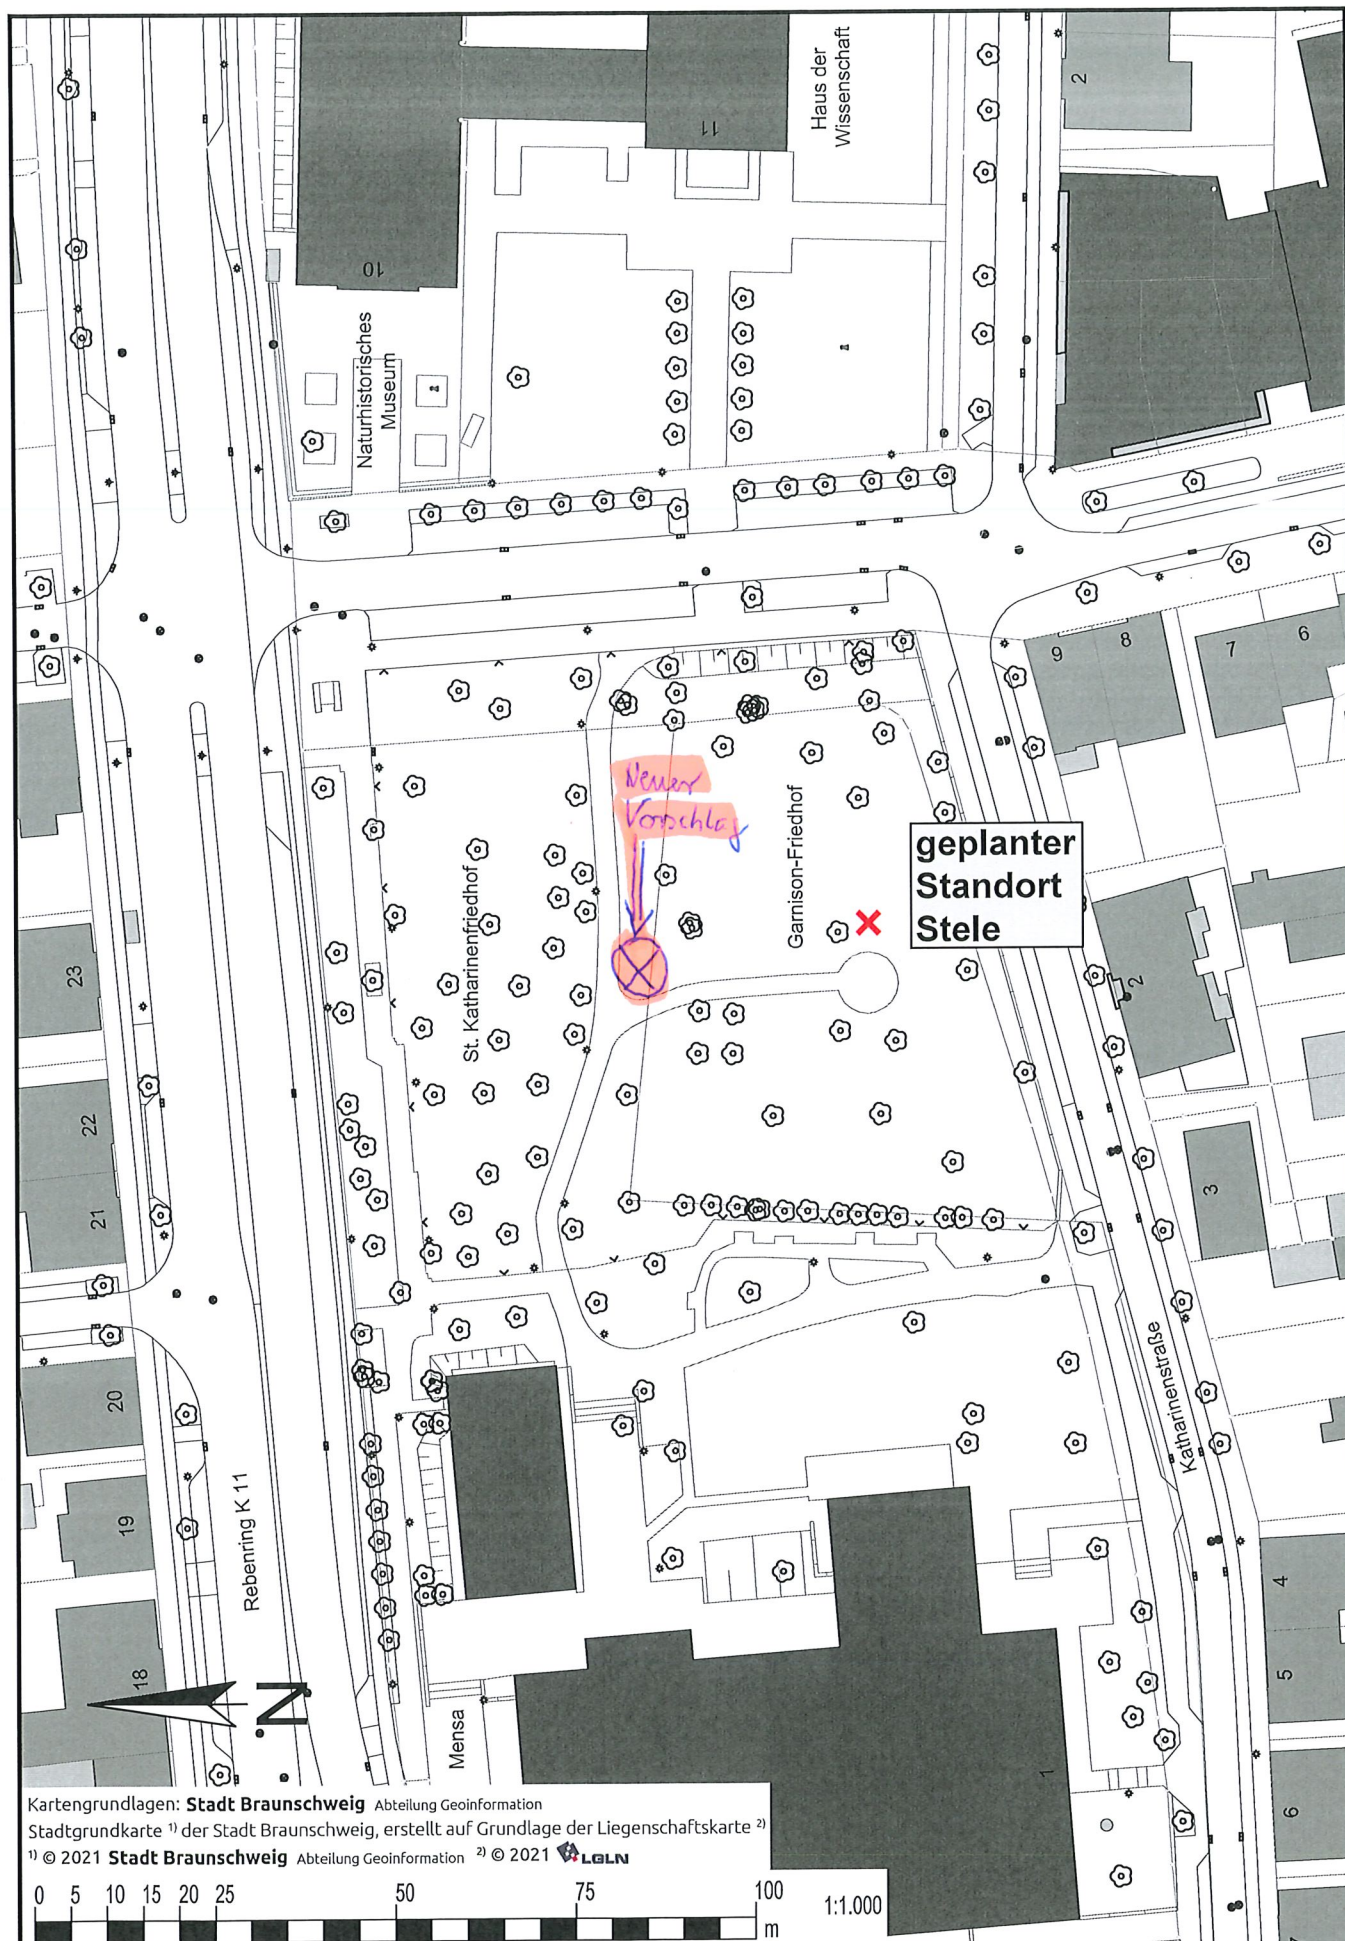 Haus der
Wissenschaft
2
11
10
Naturhistorisches
Museum
9
8
7
6
Neuer
Vorschlag
St. Katharinenfriedhof
Garnison-Friedhof
geplanter
Standort
Stele
23
2
22
21
3
20
19
18
Rebenring K 11
Katharinenstraße
N
Mensa
1
4
5
6
Kartengrundlagen: Stadt Braunschweig Abteilung Geoinformation
Stadtgrundkarte 1) der Stadt Braunschweig, erstellt auf Grundlage der Liegenschaftskarte 2)
1) © 2021 Stadt Braunschweig Abteilung Geoinformation 2) © 2021 LGLN
0 5 10 15 20 25 50 75 100
m
1:1.000